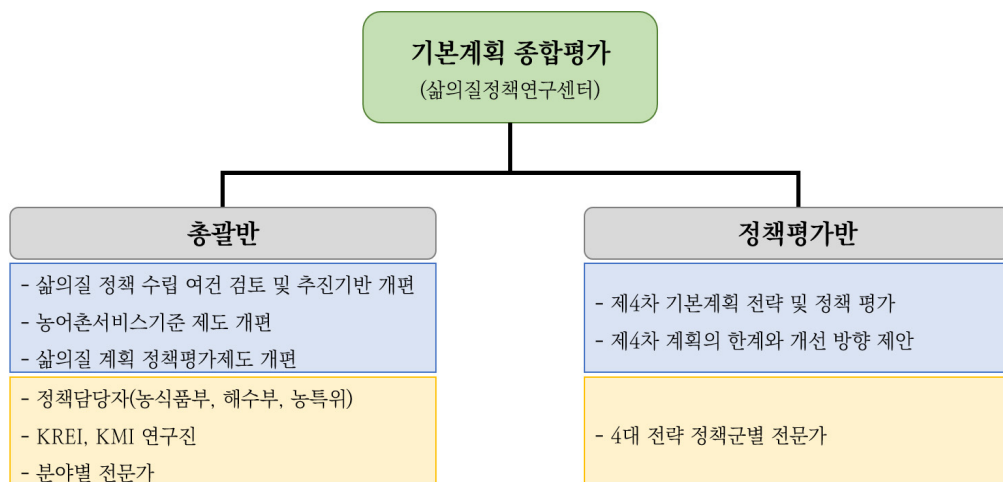 기본계획 종합평가
(삶의질정책연구센터)
총괄반
- 삶의질 정책 수립 여건 검토 및 추진기반 개편
- 농어촌서비스기준 제도 개편
- 삶의질 계획 정책평가제도 개편
- 정책담당자(농식품부, 해수부, 농특위)
- KREI, KMI 연구진
- 분야별 전문가
정책평가반
- 제4차 기본계획 전략 및 정책 평가
- 제4차 계획의 한계와 개선 방향 제안
- 4대 전략 정책군별 전문가